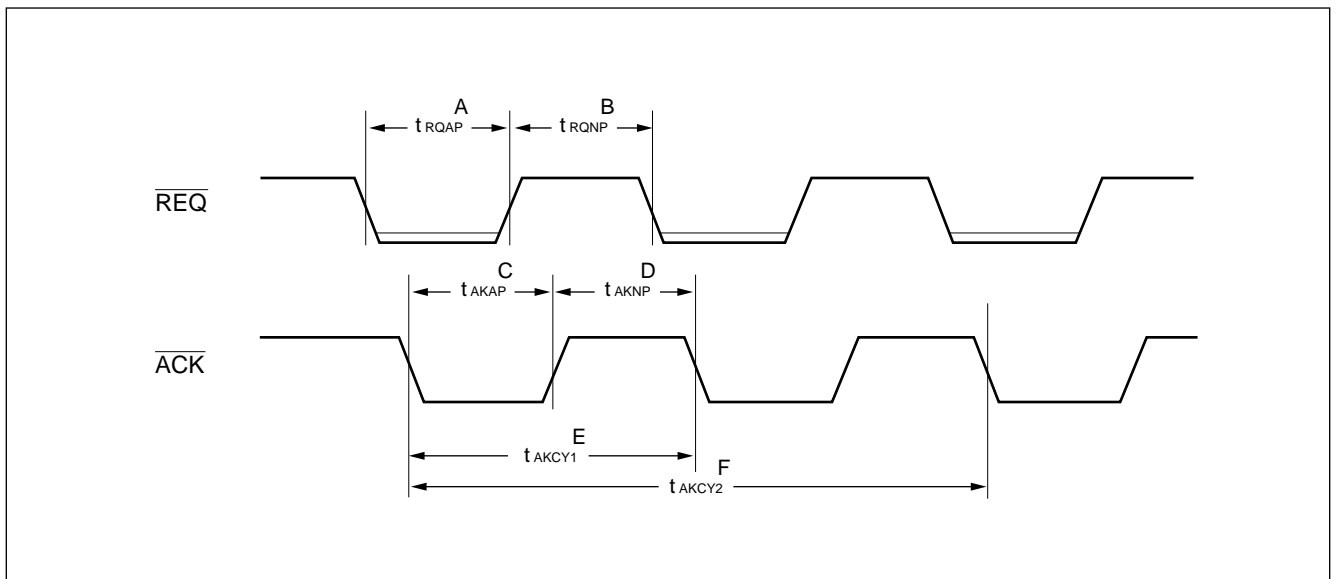 A B
t RQAP t RQNP
REQ
C D
t AKAP t AKNP
ACK
E
t AKCY1
F
t AKCY2